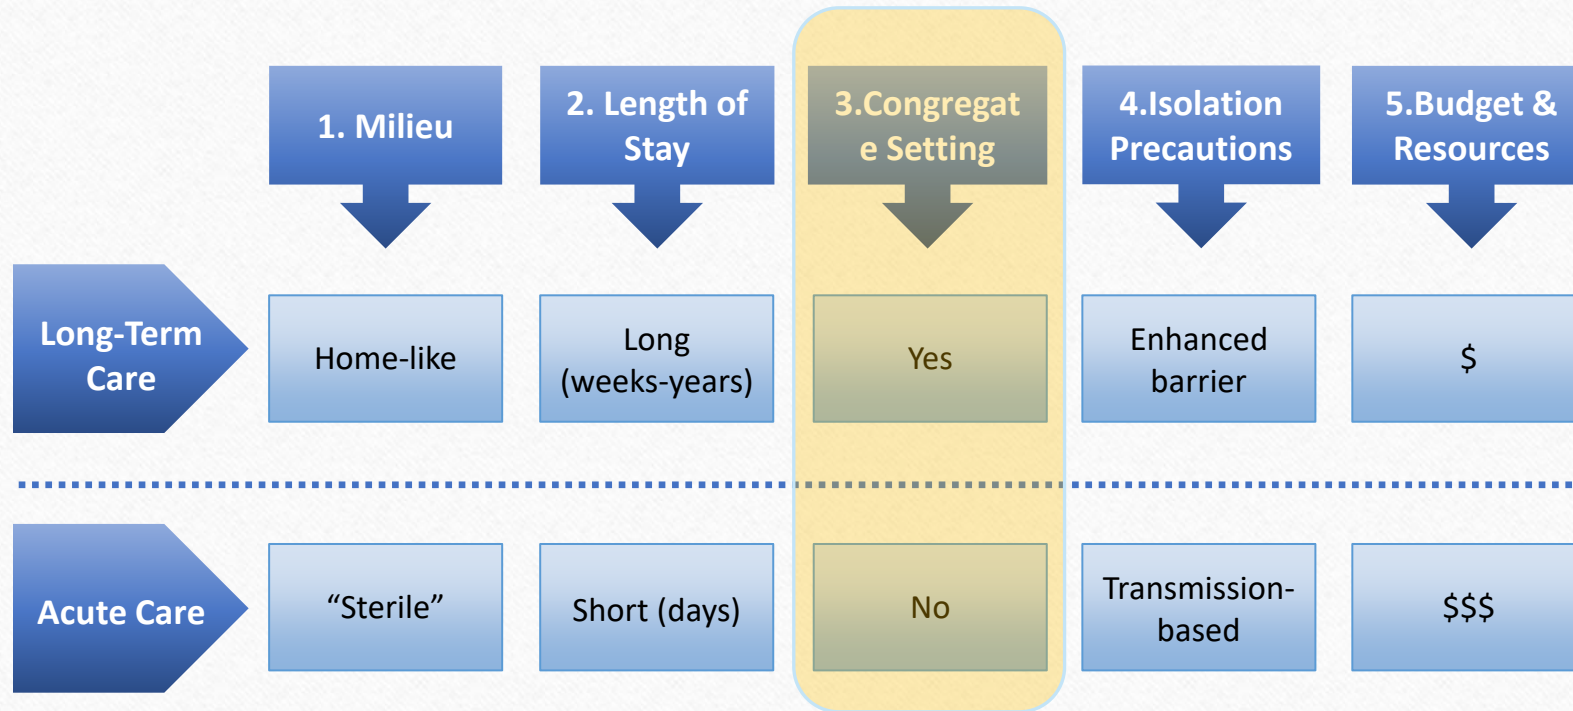 1. Milieu
2. Length of
Stay
3.Congregat
e Setting
4.Isolation
Precautions
5.Budget &
Resources
Long-Term
Care
Home-like
Long
(weeks-years)
Yes
Enhanced
barrier
$
Acute Care
“Sterile”
Short (days)
No
Transmission-
based
$$$